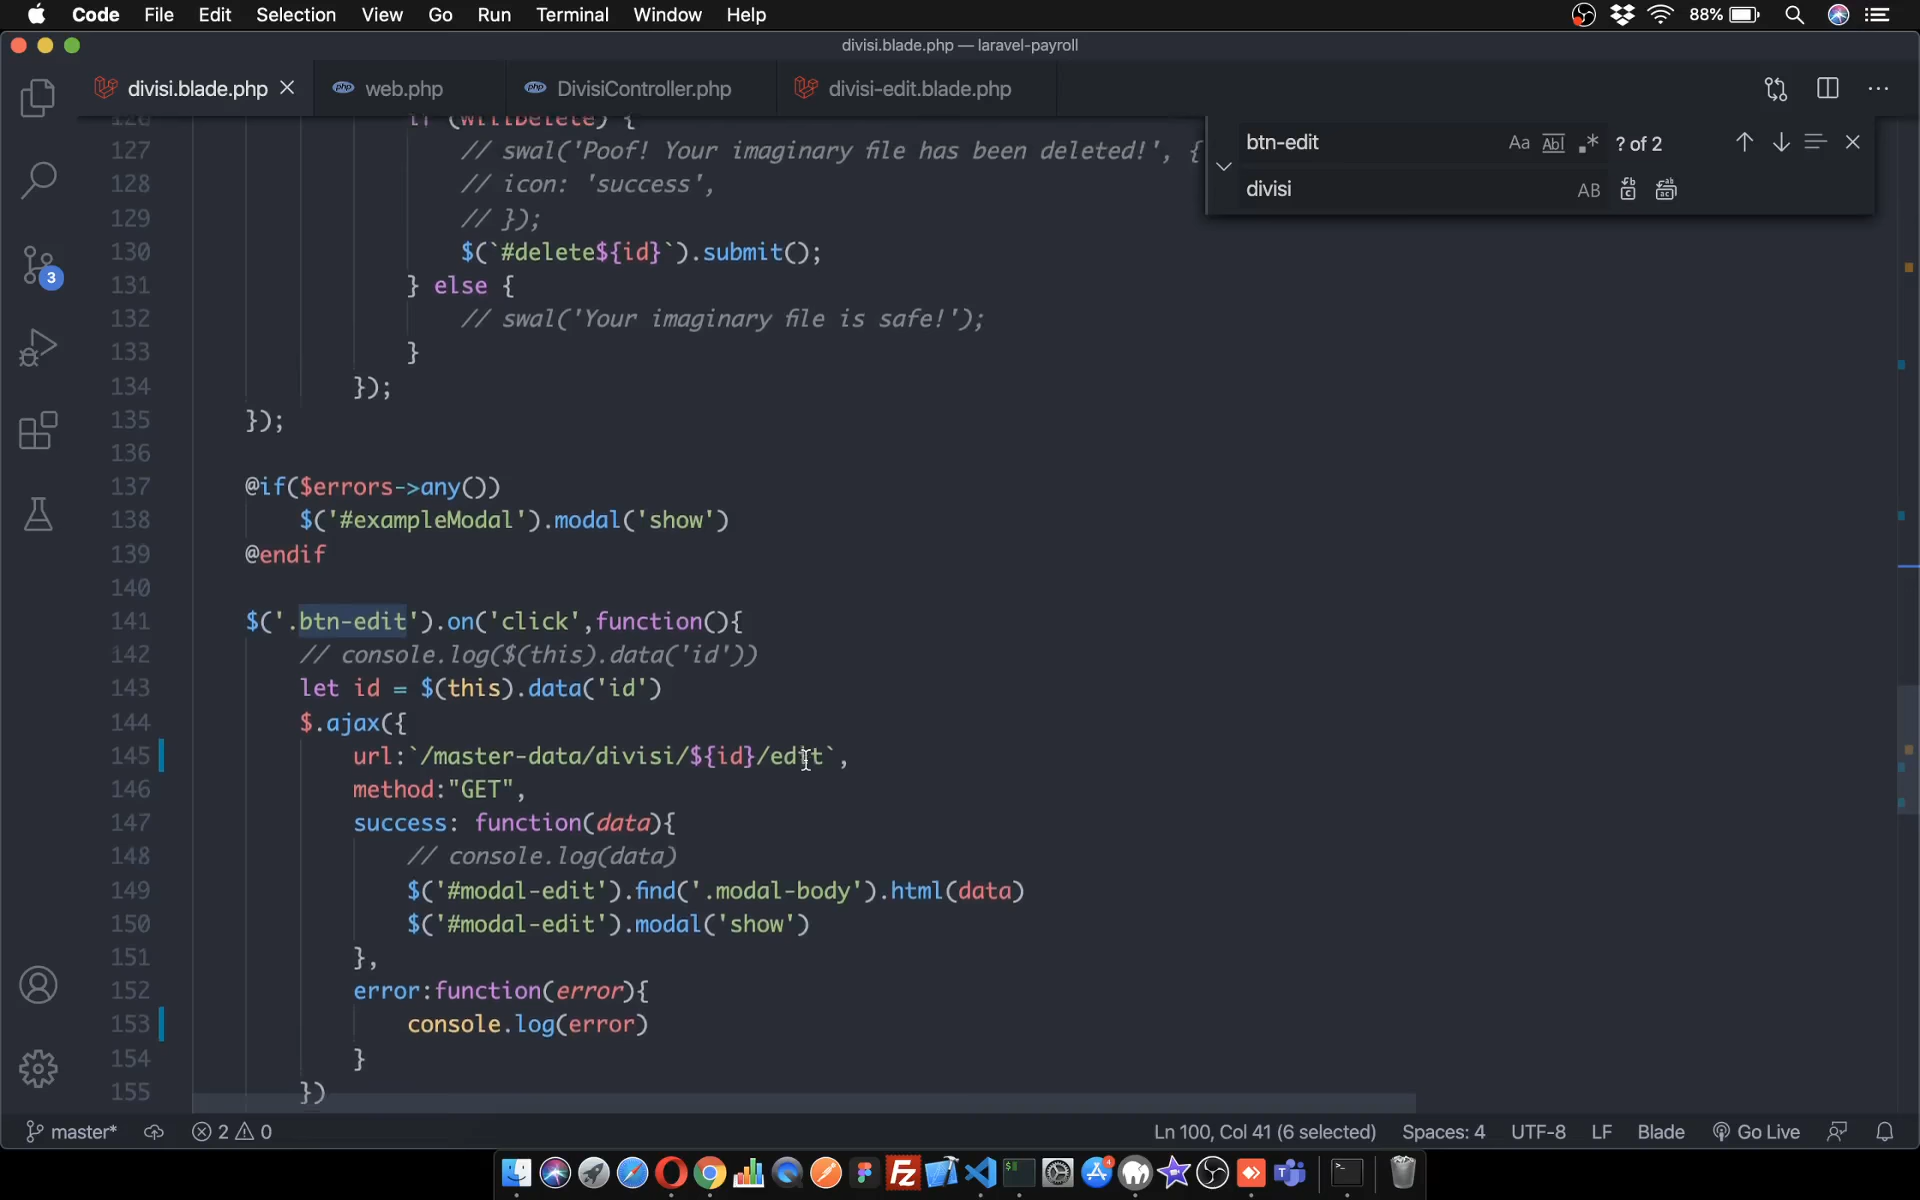 Code File Edit Selection View Go Run Terminal Window Help 88%
divisi.blade.php — laravel-payroll
divisi.blade.php web.php DivisiController.php divisi-edit.blade.php
btn-edit Aa Abl .* ? of 2
divisi AB
126 if (willDelete) {
127 // swal('Poof! Your imaginary file has been deleted!', {
128 // icon: 'success',
129 // });
130 $(`#delete${id}`).submit();
131 } else {
132 // swal('Your imaginary file is safe!');
133 }
134 });
135 });
136
137 @if($errors->any())
138 $('#exampleModal').modal('show')
139 @endif
140
141 $('.btn-edit').on('click',function(){
142 // console.log($(this).data('id'))
143 let id = $(this).data('id')
144 $.ajax({
145 url:`/master-data/divisi/${id}/edit`,
146 method:"GET",
147 success: function(data){
148 // console.log(data)
149 $('#modal-edit').find('.modal-body').html(data)
150 $('#modal-edit').modal('show')
151 },
152 error:function(error){
153 console.log(error)
154 }
155 })
3
master* 2 0 Ln 100, Col 41 (6 selected) Spaces: 4 UTF-8 LF Blade Go Live